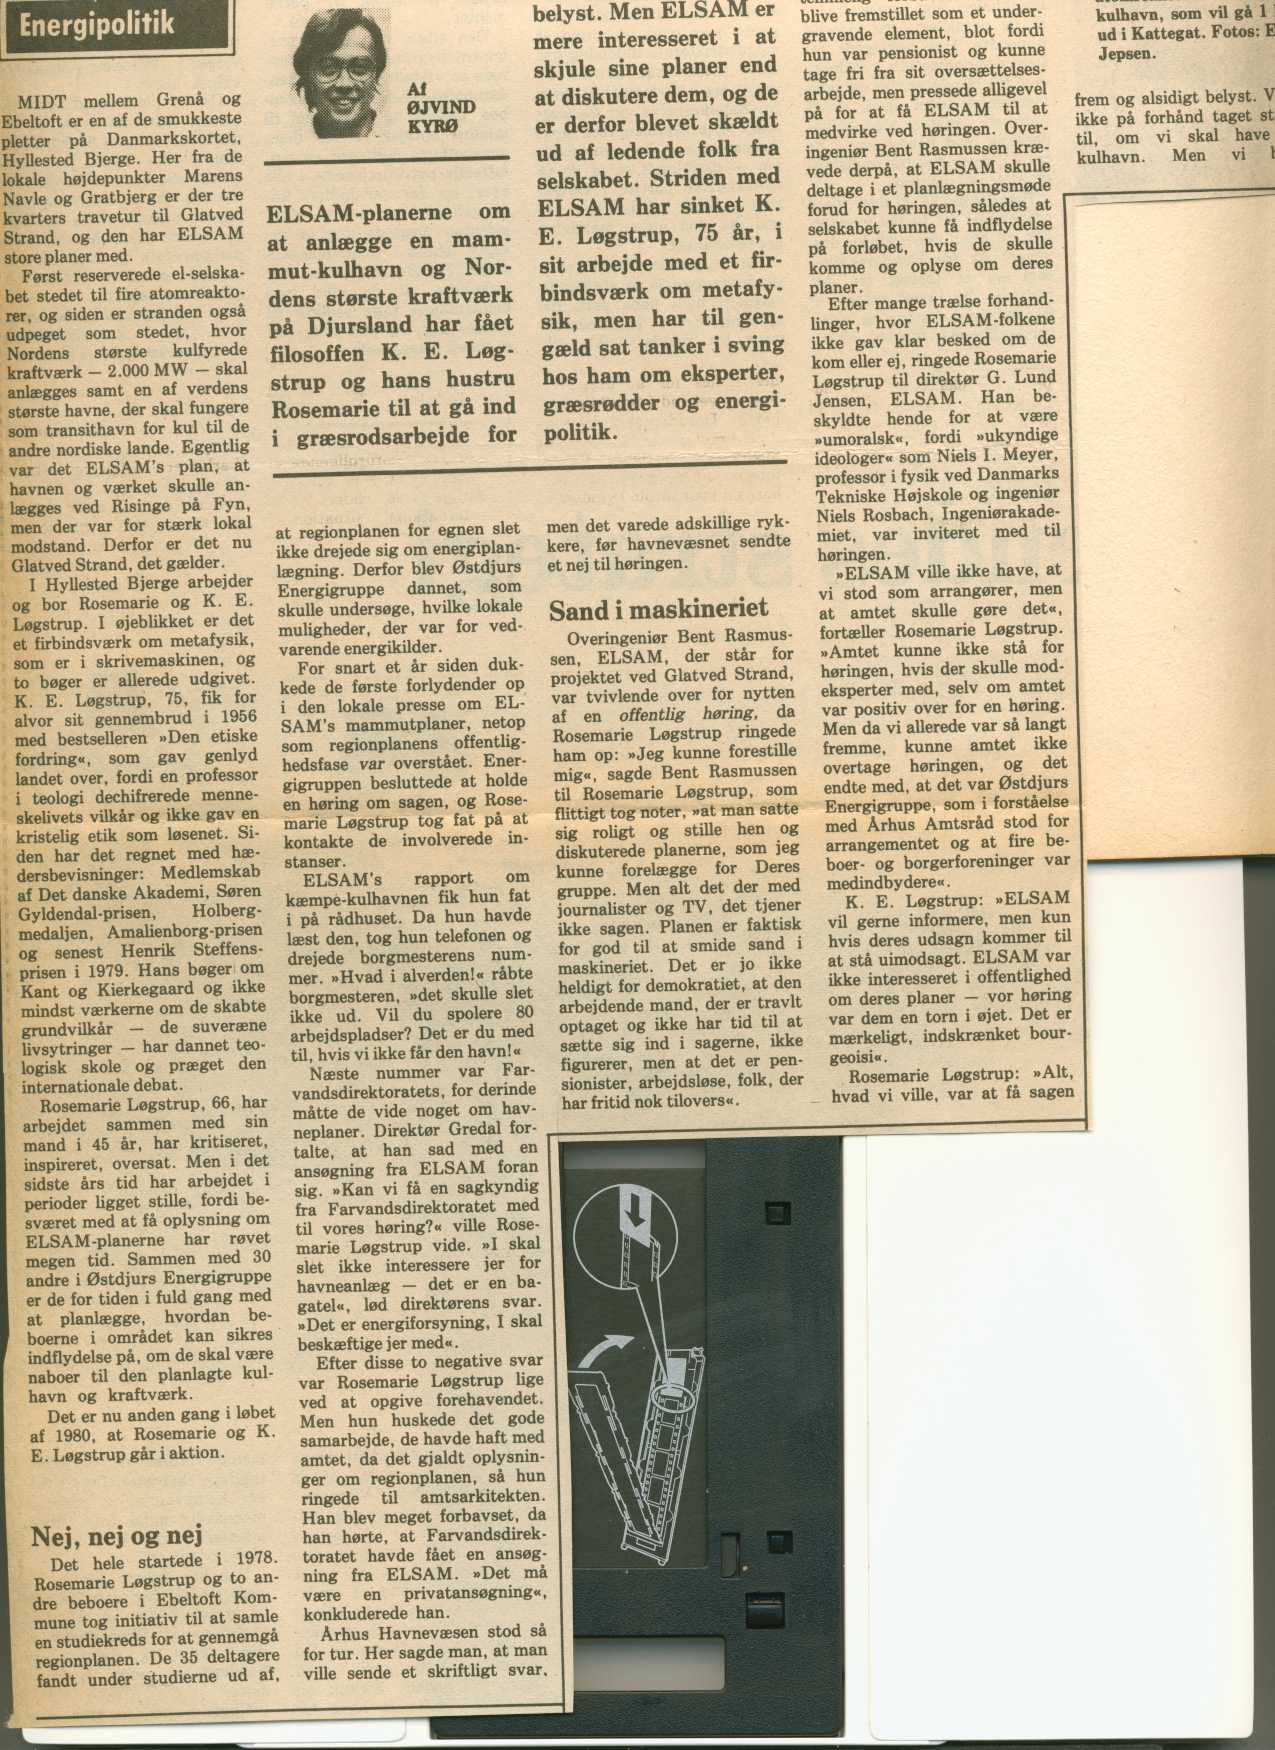 Energipolitik
MIDT mellem Grenå og
Ebeltoft er en af de smukkeste
pletter på Danmarkskortet,
Hyllested Bjerge. Her fra de
lokale højdepunkter Marens
Navle og Gratbjerg er der tre
kvarters travetur til Glatved
Strand, og den har ELSAM
store planer med.
Først reserverede el-selska-
bet stedet til fire atomreakto-
rer, og siden er stranden også
udpeget som stedet, hvor
Nordens største kulfyrede
kraftværk — 2.000 MW — skal
anlægges samt en af verdens
største havne, der skal fungere
som transithavn for kul til de
andre nordiske lande. Egentlig
var det ELSAM's plan, at
havnen og værket skulle an-
lægges ved Risinge på Fyn,
men der var for stærk lokal
modstand. Derfor er det nu
Glatved Strand, det gælder.
I Hyllested Bjerge arbejder
og bor Rosemarie og K. E.
Løgstrup. I øjeblikket er det
et firbindsværk om metafysik,
som er i skrivemaskinen, og
to bøger er allerede udgivet.
K. E. Løgstrup, 75, fik for
alvor sit gennembrud i 1956
med bestselleren »Den etiske
fordring«, som gav genlyd
landet over, fordi en professor
i teologi dechifrerede menne-
skelivets vilkår og ikke gav en
kristelig etik som løsenet. Si-
den har det regnet med hæ-
dersbevisninger: Medlemskab
af Det danske Akademi, Søren
Gyldendal-prisen, Holberg-
medaljen, Amalienborg-prisen
og senest Henrik Steffens-
prisen i 1979. Hans bøger om
Kant og Kierkegaard og ikke
mindst værkerne om de skabte
grundvilkår — de suveræne
livsytringer — har dannet teo-
logisk skole og præget den
internationale debat.
Rosemarie Løgstrup, 66, har
arbejdet sammen med sin
mand i 45 år, har kritiseret,
inspireret, oversat. Men i det
sidste års tid har arbejdet i
perioder ligget stille, fordi be-
sværet med at få oplysning om
ELSAM-planerne har røvet
megen tid. Sammen med 30
andre i Østdjurs Energigruppe
er de for tiden i fuld gang med
at planlægge, hvordan be-
boerne i området kan sikres
indflydelse på, om de skal være
naboer til den planlagte kul-
havn og kraftværk.
Det er nu anden gang i løbet
af 1980, at Rosemarie og K.
E. Løgstrup går i aktion.
Nej, nej og nej
Det hele startede i 1978.
Rosemarie Løgstrup og to an-
dre beboere i Ebeltoft Kom-
mune tog initiativ til at samle
en studiekreds for at gennemgå
regionplanen. De 35 deltagere
fandt under studierne ud af,
Af
ØJVIND
KYRØ
ELSAM-planerne om
at anlægge en mam-
mut-kulhavn og Nor-
dens største kraftværk
på Djursland har fået
filosoffen K. E. Løg-
strup og hans hustru
Rosemarie til at gå ind
i græsrodsarbejde for
belyst. Men ELSAM er
mere interesseret i at
skjule sine planer end
at diskutere dem, og de
er derfor blevet skældt
ud af ledende folk fra
selskabet. Striden med
ELSAM har sinket K.
E. Løgstrup, 75 år, i
sit arbejde med et fir-
bindsværk om metafy-
sik, men har til gen-
gæld sat tanker i sving
hos ham om eksperter,
græsrødder og energi-
politik.
at regionplanen for egnen slet
ikke drejede sig om energiplan-
lægning. Derfor blev Østdjurs
Energigruppe dannet, som
skulle undersøge, hvilke lokale
muligheder, der var for ved-
varende energikilder.
For snart et år siden duk-
kede de første forlydender op
i den lokale presse om EL-
SAM's mammutplaner, netop
som regionplanens offentlig-
hedsfase var overstået. Ener-
gigruppen besluttede at holde
en høring om sagen, og Rose-
marie Løgstrup tog fat på at
kontakte de involverede in-
stanser.
ELSAM's rapport om
kæmpe-kulhavnen fik hun fat
i på rådhuset. Da hun havde
læst den, tog hun telefonen og
drejede borgmesterens num-
mer. »Hvad i alverden!« råbte
borgmesteren, »det skulle slet
ikke ud. Vil du spolere 80
arbejdspladser? Det er du med
til, hvis vi ikke får den havn!«
Næste nummer var Far-
vandsdirektoratets, for derinde
måtte de vide noget om hav-
neplaner. Direktør Gredal for-
talte, at han sad med en
ansøgning fra ELSAM foran
sig. »Kan vi få en sagkyndig
fra Farvandsdirektoratet med
til vores høring?« ville Rose-
marie Løgstrup vide. »I skal
slet ikke interessere jer for
havneanlæg — det er en ba-
gatel«, lød direktørens svar.
»Det er energiforsyning, I skal
beskæftige jer med«.
Efter disse to negative svar
var Rosemarie Løgstrup lige
ved at opgive forehavendet.
Men hun huskede det gode
samarbejde, de havde haft med
amtet, da det gjaldt oplysnin-
ger om regionplanen, så hun
ringede til amtsarkitekten.
Han blev meget forbavset, da
han hørte, at Farvandsdirek-
toratet havde fået en ansøg-
ning fra ELSAM. »Det må
være en privatansøgning«,
konkluderede han.
Århus Havnevæsen stod så
for tur. Her sagde man, at man
ville sende et skriftligt svar,
men det varede adskillige ryk-
kere, før havnevæsnet sendte
et nej til høringen.
Sand i maskineriet
Overingeniør Bent Rasmus-
sen, ELSAM, der står for
projektet ved Glatved Strand,
var tvivlende over for nytten
af en offentlig høring, da
Rosemarie Løgstrup ringede
ham op: »Jeg kunne forestille
mig«, sagde Bent Rasmussen
til Rosemarie Løgstrup, som
flittigt tog noter, »at man satte
sig roligt og stille hen og
diskuterede planerne, som jeg
kunne forelægge for Deres
gruppe. Men alt det der med
journalister og TV, det tjener
ikke sagen. Planen er faktisk
for god til at smide sand i
maskineriet. Det er jo ikke
heldigt for demokratiet, at den
arbejdende mand, der er travlt
optaget og ikke har tid til at
sætte sig ind i sagerne, ikke
figurerer, men at det er pen-
sionister, arbejdsløse, folk, der
har fritid nok tilovers«.
blive fremstillet som et under-
gravende element, blot fordi
hun var pensionist og kunne
tage fri fra sit oversættelses-
arbejde, men pressede alligevel
på for at få ELSAM til at
medvirke ved høringen. Over-
ingeniør Bent Rasmussen kræ-
vede derpå, at ELSAM skulle
deltage i et planlægningsmøde
forud for høringen, således at
selskabet kunne få indflydelse
på forløbet, hvis de skulle
komme og oplyse om deres
planer.
Efter mange trælse forhand-
linger, hvor ELSAM-folkene
ikke gav klar besked om de
kom eller ej, ringede Rosemarie
Løgstrup til direktør G. Lund
Jensen, ELSAM. Han be-
skyldte hende for at være
»umoralsk«, fordi »ukyndige
ideologer« som Niels I. Meyer,
professor i fysik ved Danmarks
Tekniske Højskole og ingeniør
Niels Rosbach, Ingeniørakade-
miet, var inviteret med til
høringen.
»ELSAM ville ikke have, at
vi stod som arrangører, men
at amtet skulle gøre det«,
fortæller Rosemarie Løgstrup.
»Amtet kunne ikke stå for
høringen, hvis der skulle mod-
eksperter med, selv om amtet
var positiv over for en høring.
Men da vi allerede var så langt
fremme, kunne amtet ikke
overtage høringen, og det
endte med, at det var Østdjurs
Energigruppe, som i forståelse
med Århus Amtsråd stod for
arrangementet og at fire be-
boer- og borgerforeninger var
medindbydere«.
K. E. Løgstrup: »ELSAM
vil gerne informere, men kun
hvis deres udsagn kommer til
at stå uimodsagt. ELSAM var
ikke interesseret i offentlighed
om deres planer — vor høring
var dem en torn i øjet. Det er
mærkeligt, indskrænket bour-
geoisi«.
Rosemarie Løgstrup: »Alt,
hvad vi ville, var at få sagen
kulhavn, som vil gå 1
ud i Kattegat. Fotos: E
Jepsen.
frem og alsidigt belyst. V
ikke på forhånd taget st
til, om vi skal have
kulhavn. Men vi